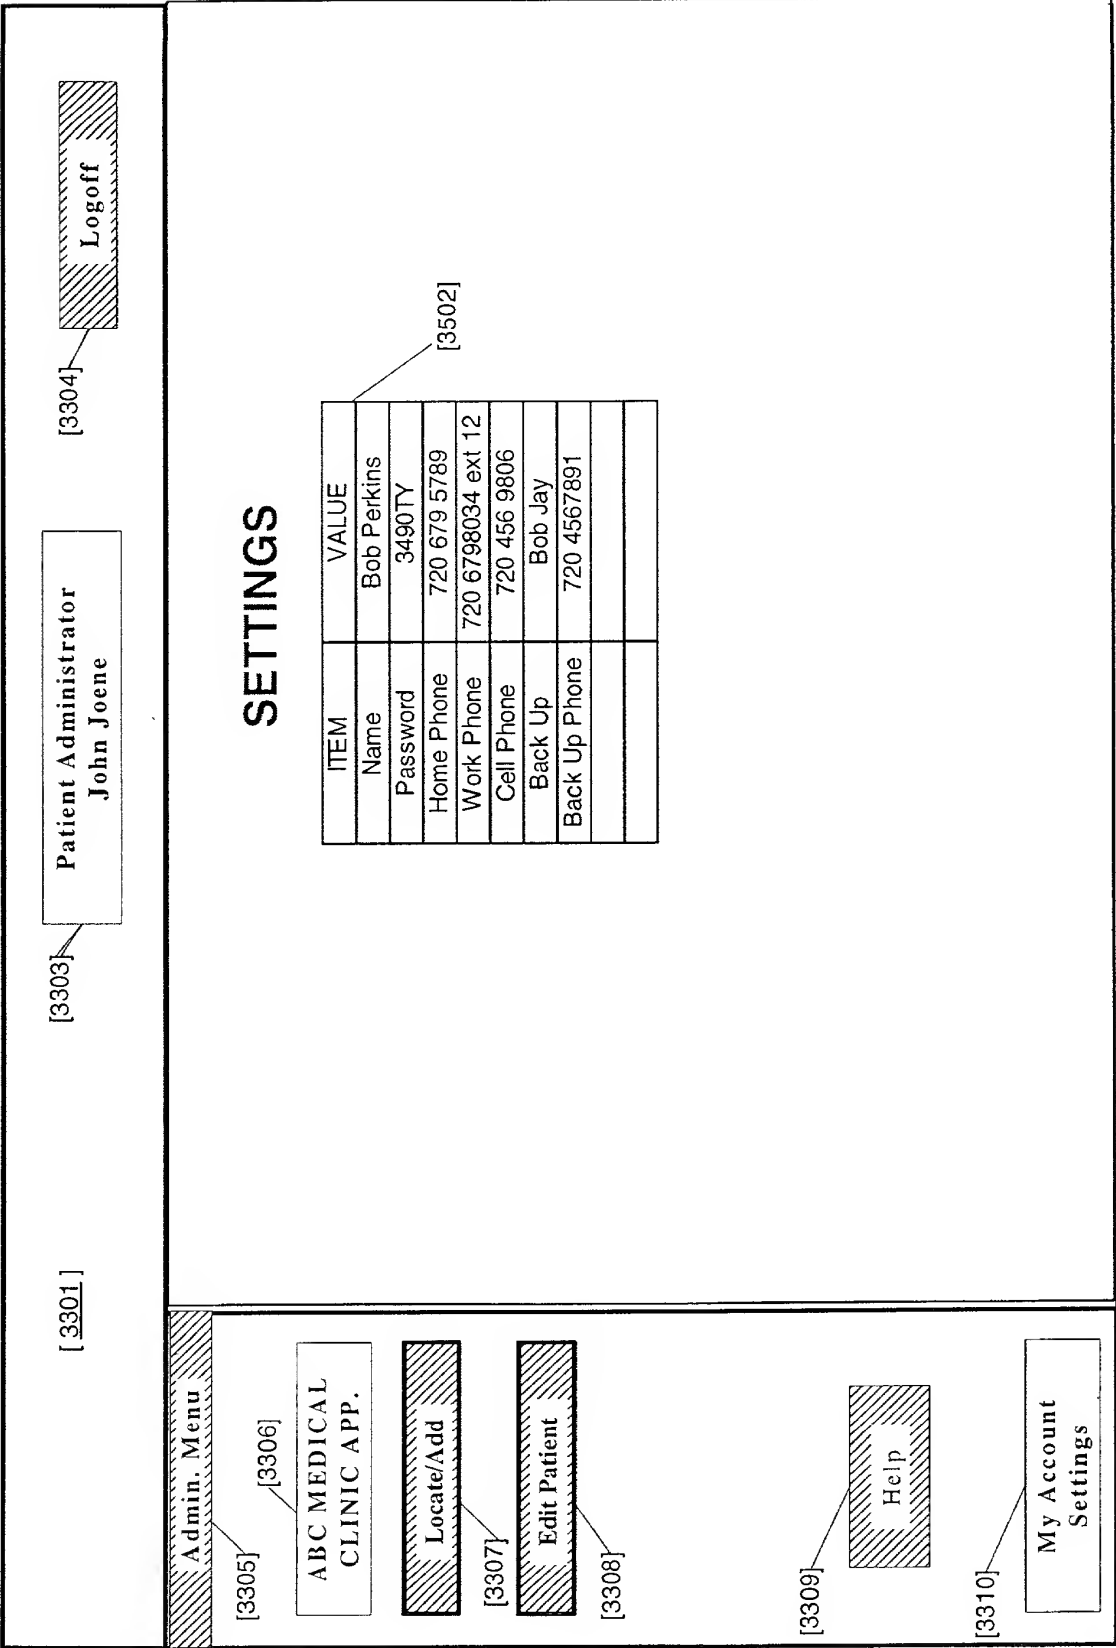 [3301]
[3303]
Patient Administrator
John Joene
[3304]
Logoff
Admin. Menu
[3305]
[3306]
ABC MEDICAL
CLINIC APP.
Locate/Add
[3307]
Edit Patient
[3308]
[3309]
Help
[3310]
My Account
Settings
SETTINGS
[3502]
ITEM VALUE
Name Bob Perkins
Password 3490TY
Home Phone 720 679 5789
Work Phone 720 6798034 ext 12
Cell Phone 720 456 9806
Back Up Bob Jay
Back Up Phone 720 4567891